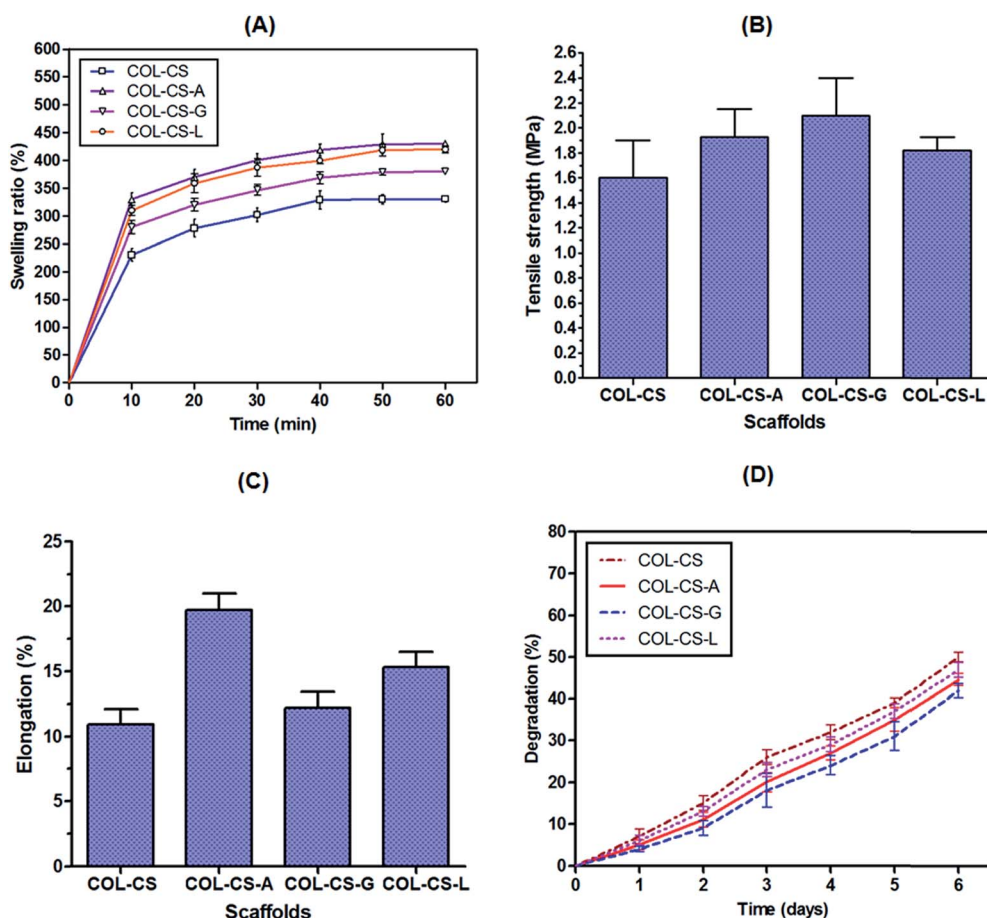 (A)
Swelling ratio (%)
600
550
500
450
400
350
300
250
200
150
100
50
0
COL-CS
COL-CS-A
COL-CS-G
COL-CS-L
0 10 20 30 40 50 60
Time (min)
(B)
Tensile strength (MPa)
2.6
2.4
2.2
2.0
1.8
1.6
1.4
1.2
1.0
0.8
0.6
0.4
0.2
0.0
COL-CS COL-CS-A COL-CS-G COL-CS-L
Scaffolds
(C)
Elongation (%)
25
20
15
10
5
0
COL-CS COL-CS-A COL-CS-G COL-CS-L
Scaffolds
(D)
Degradation (%)
80
70
60
50
40
30
20
10
0
COL-CS
COL-CS-A
COL-CS-G
COL-CS-L
0 1 2 3 4 5 6
Time (days)